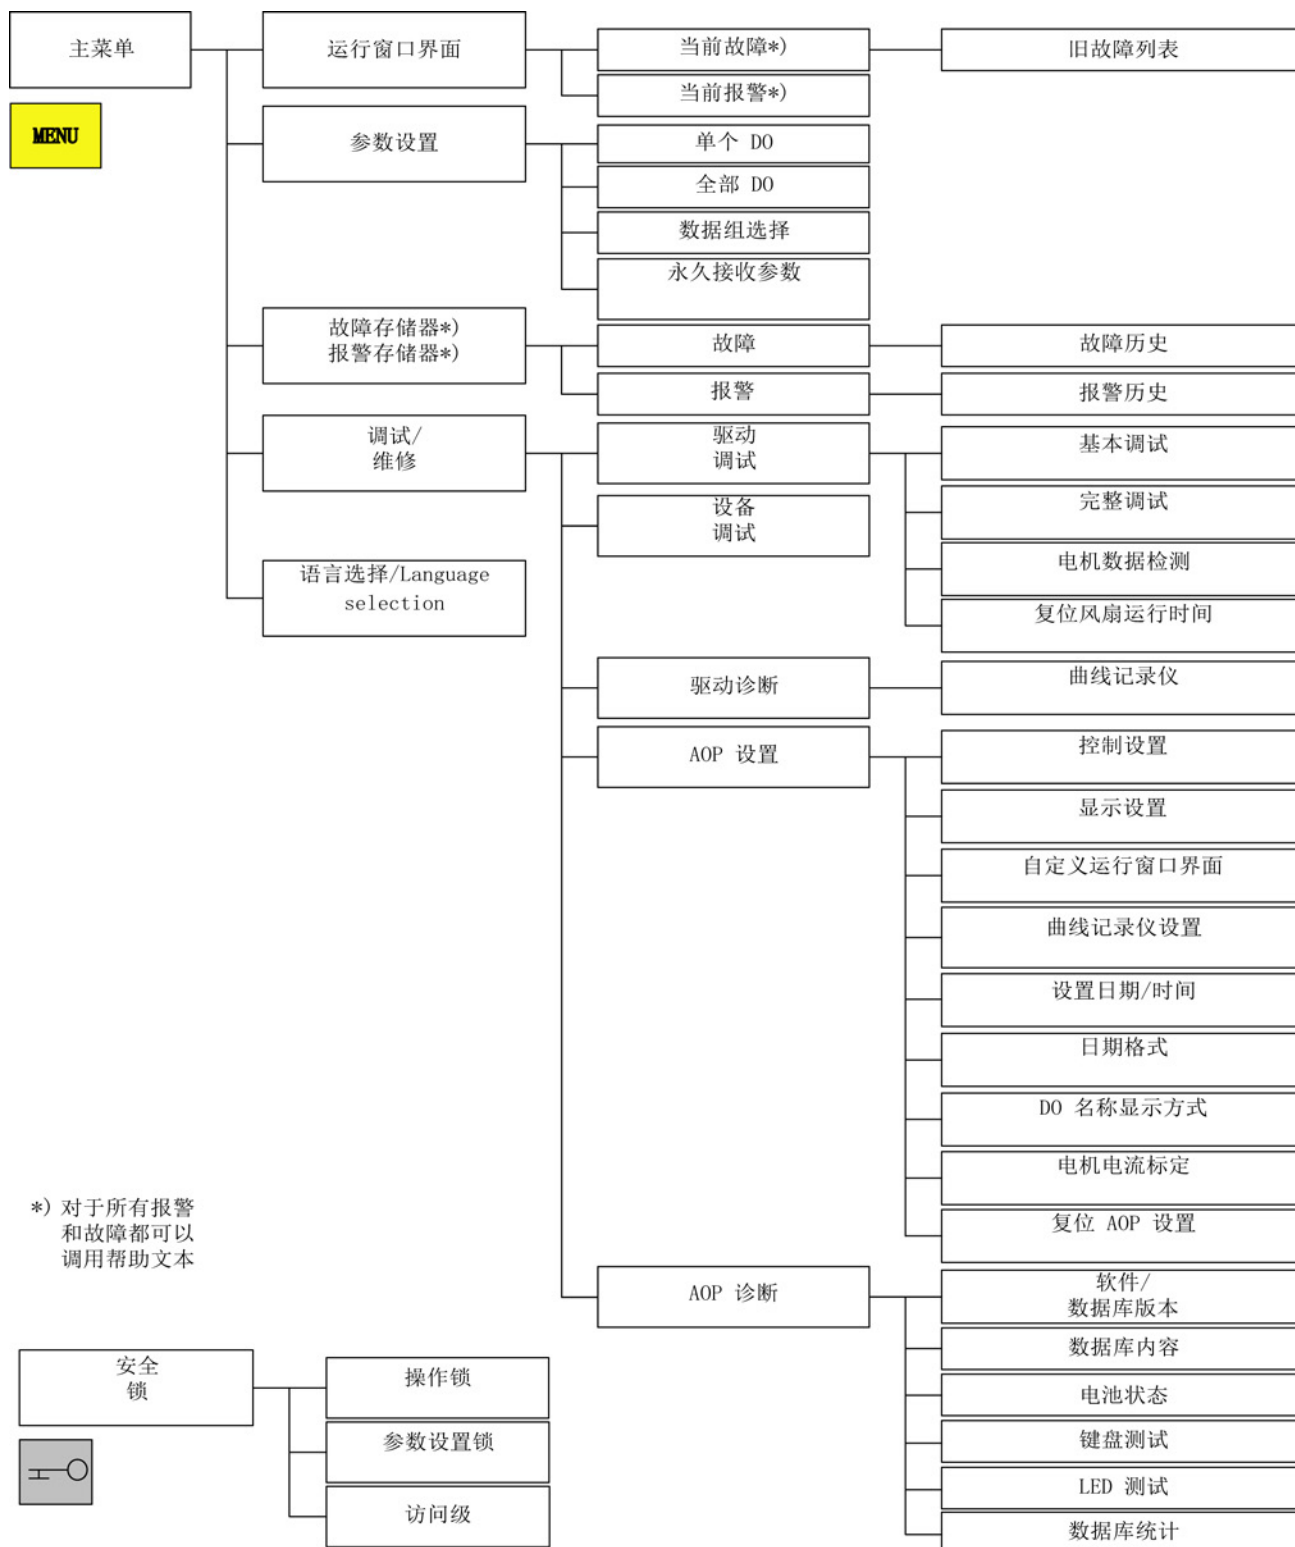 主菜单
MENU
运行窗口界面
当前故障*)
旧故障列表
当前报警*)
参数设置
单个 DO
全部 DO
数据组选择
永久接收参数
故障存储器*)
报警存储器*)
故障
故障历史
报警
报警历史
调试/
维修
驱动
调试
基本调试
完整调试
电机数据检测
复位风扇运行时间
设备
调试
语言选择/Language
selection
驱动诊断
曲线记录仪
AOP 设置
控制设置
显示设置
自定义运行窗口界面
曲线记录仪设置
设置日期/时间
日期格式
DO 名称显示方式
电机电流标定
复位 AOP 设置
AOP 诊断
软件/
数据库版本
数据库内容
电池状态
键盘测试
LED 测试
数据库统计
*) 对于所有报警
和故障都可以
调用帮助文本
安全
锁
操作锁
参数设置锁
访问级